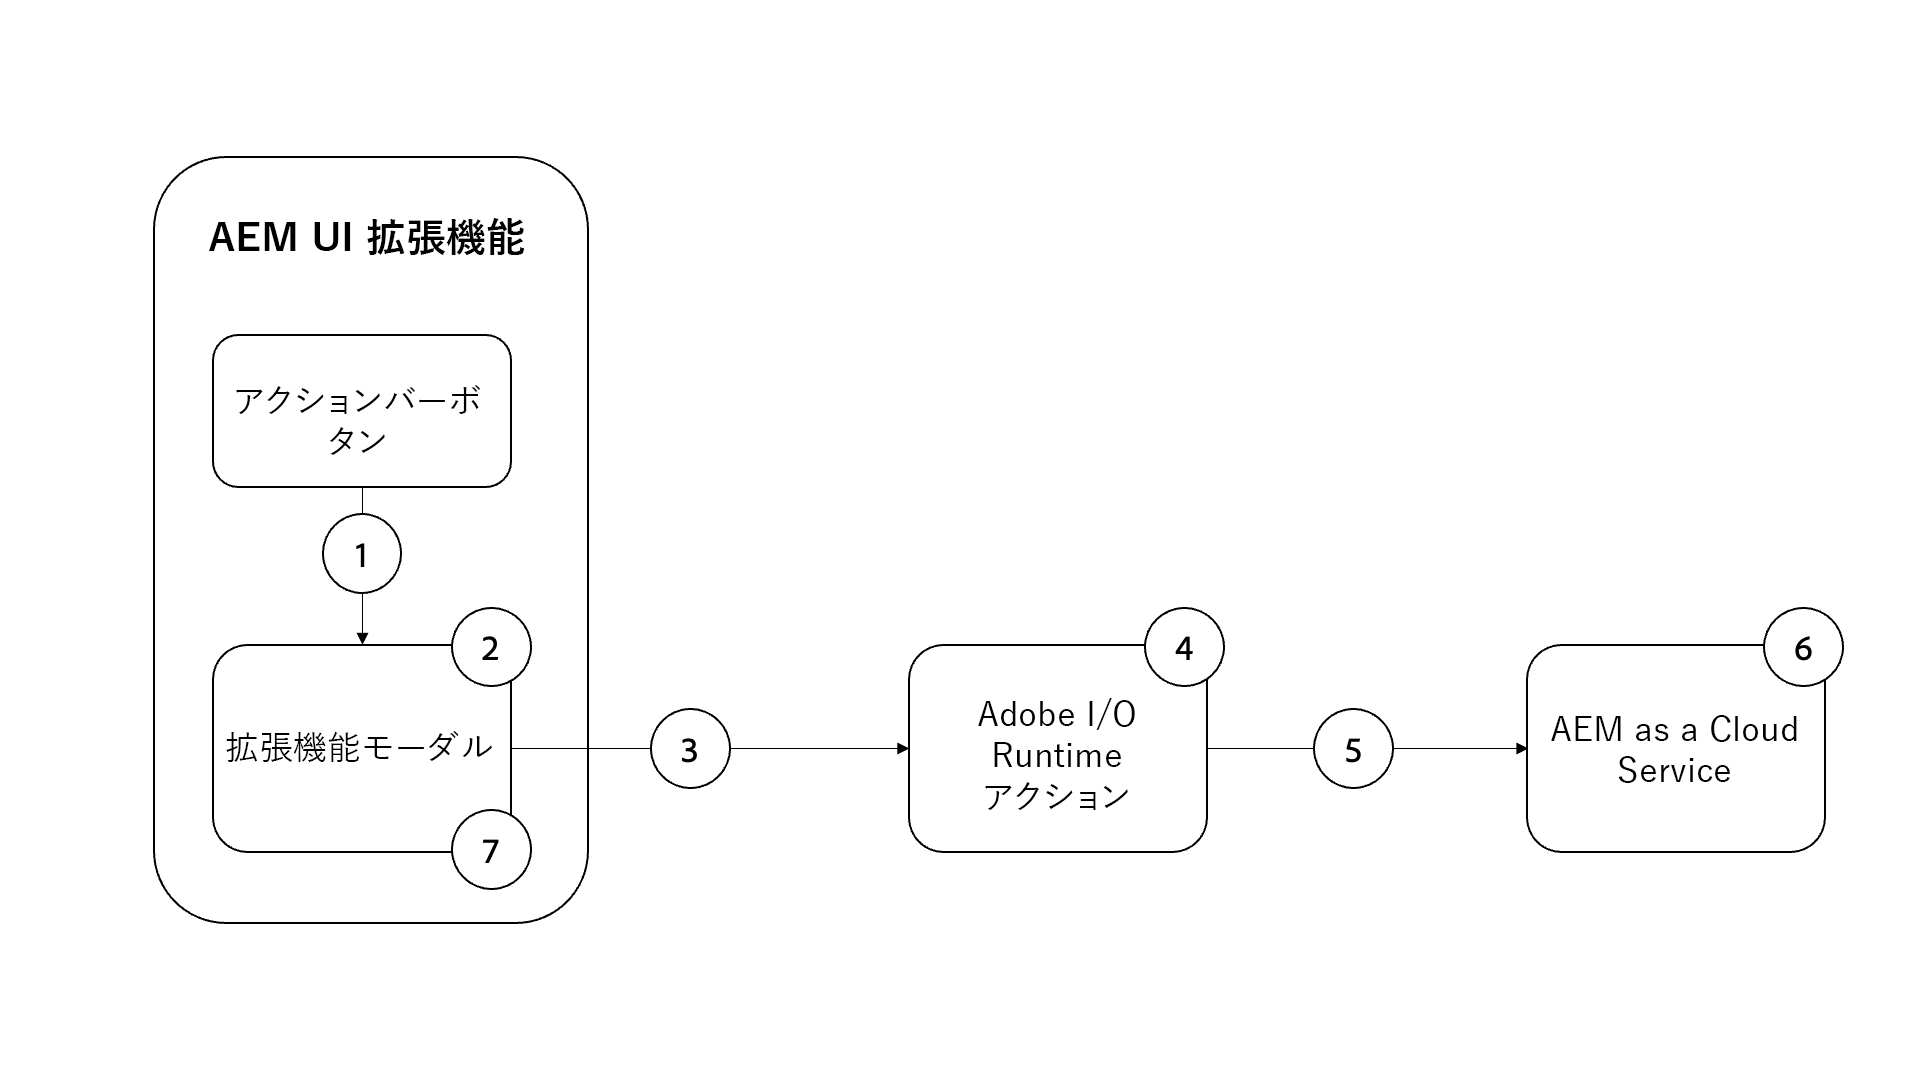 AEM UI 拡張機能
アクションバーボ
タン
1
2
拡張機能モーダル
7
3
4
Adobe I/O
Runtime
アクション
5
6
AEM as a Cloud
Service